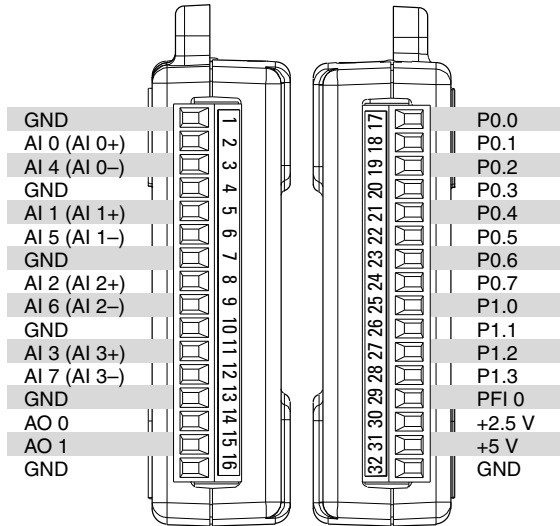 GND 1
AI 0 (AI 0+) 2
AI 4 (AI 0–) 3
GND 4
AI 1 (AI 1+) 5
AI 5 (AI 1–) 6
GND 7
AI 2 (AI 2+) 8
AI 6 (AI 2–) 9
GND 10
AI 3 (AI 3+) 11
AI 7 (AI 3–) 12
GND 13
AO 0 14
AO 1 15
GND 16
17 P0.0
18 P0.1
19 P0.2
20 P0.3
21 P0.4
22 P0.5
23 P0.6
24 P0.7
25 P1.0
26 P1.1
27 P1.2
28 P1.3
29 PFI 0
30 +2.5 V
31 +5 V
32 GND